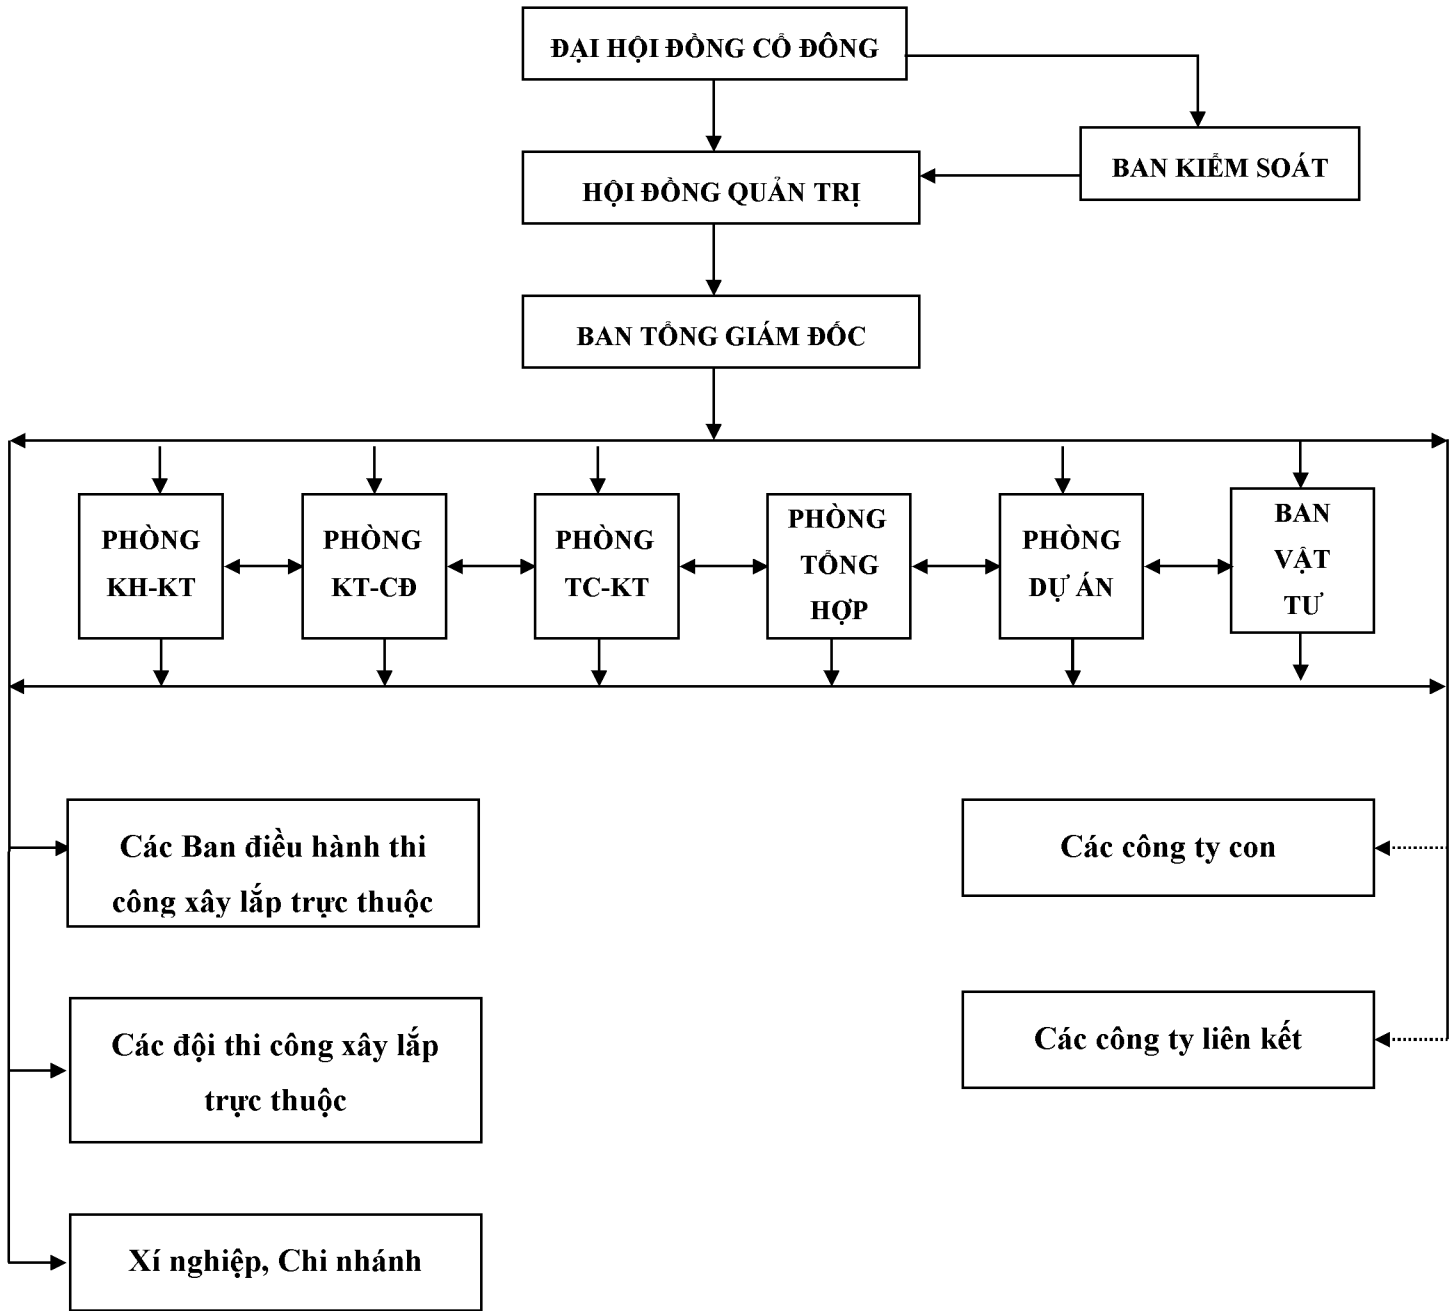 ĐẠI HỘI ĐỒNG CỔ ĐÔNG
BAN KIỂM SOÁT
HỘI ĐỒNG QUẢN TRỊ
BAN TỔNG GIÁM ĐỐC
PHÒNG
KH-KT
PHÒNG
KT-CĐ
PHÒNG
TC-KT
PHÒNG
TỔNG
HỢP
PHÒNG
DỰ ÁN
BAN
VẬT
TƯ
Các Ban điều hành thi
công xây lắp trực thuộc
Các công ty con
Các đội thi công xây lắp
trực thuộc
Các công ty liên kết
Xí nghiệp, Chi nhánh